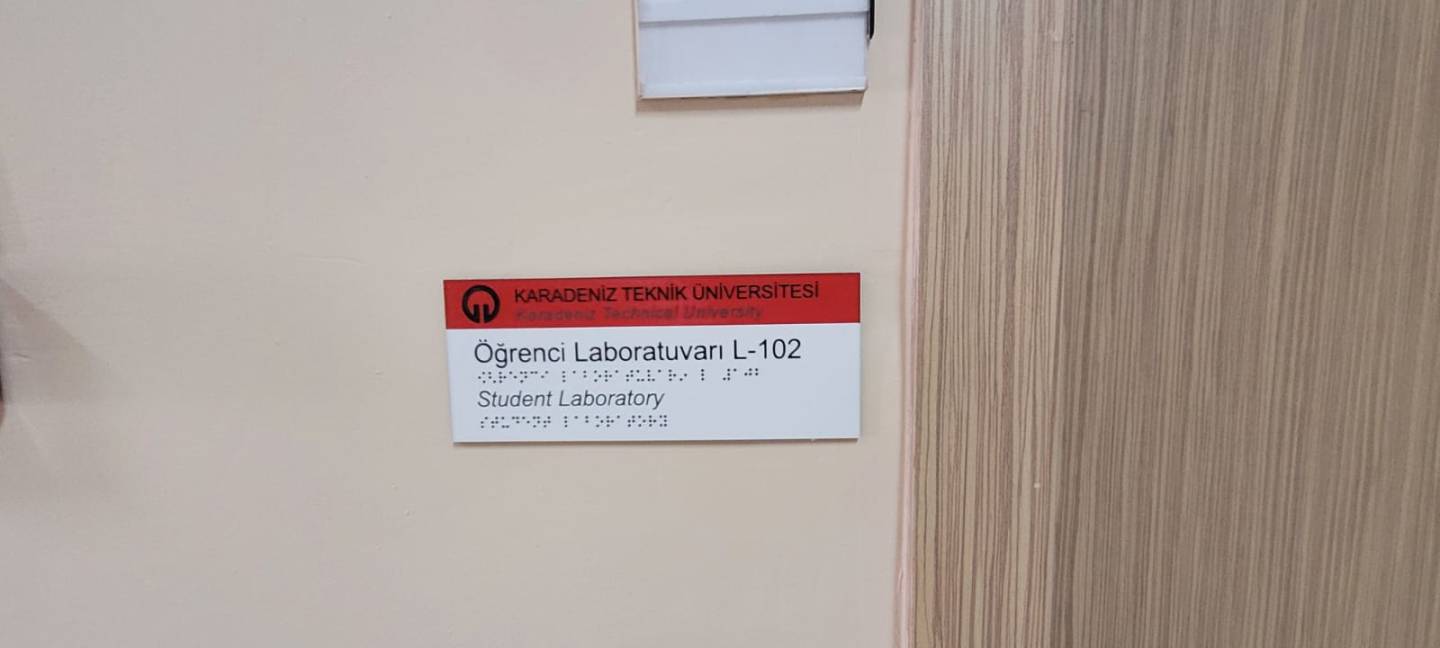 KARADENİZ TEKNİK ÜNİVERSİTESİ
Karadeniz Technical University
Öğrenci Laboratuvarı L-102
Student Laboratory